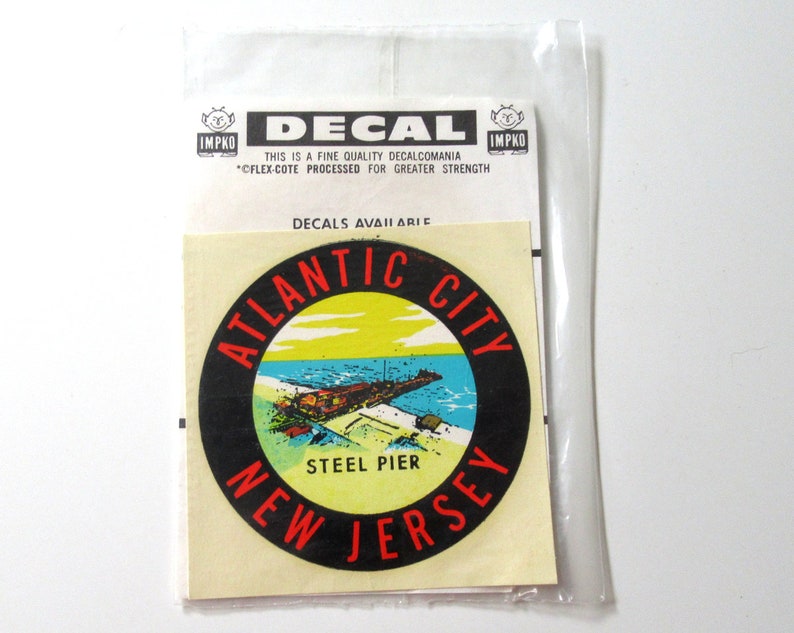 DECAL
IMPKO IMPKO
THIS IS A FINE QUALITY DECALCOMANIA
*©FLEX-COTE PROCESSED FOR GREATER STRENGTH
DECALS AVAILABLE
ATLANTIC CITY
STEEL PIER
NEW JERSEY